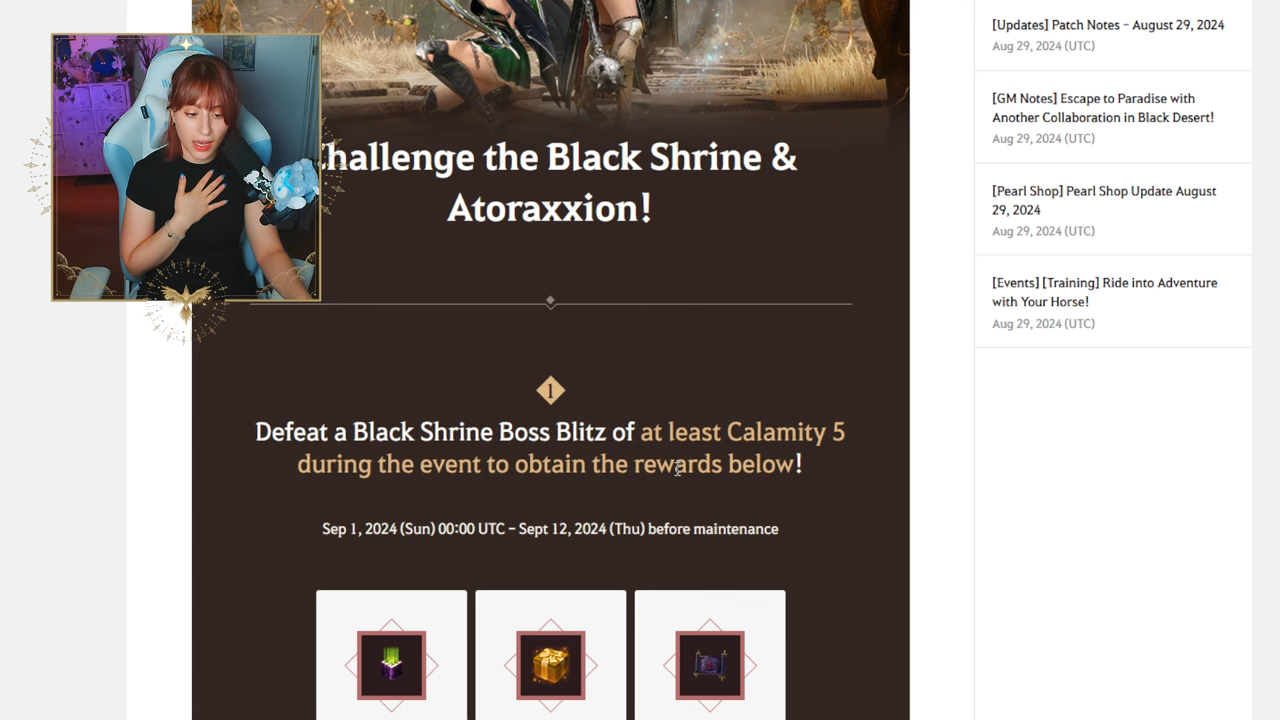 Challenge the Black Shrine &
Atoraxxion!
1
Defeat a Black Shrine Boss Blitz of at least Calamity 5
during the event to obtain the rewards below!
Sep 1, 2024 (Sun) 00:00 UTC – Sept 12, 2024 (Thu) before maintenance
[Updates] Patch Notes – August 29, 2024
Aug 29, 2024 (UTC)
[GM Notes] Escape to Paradise with
Another Collaboration in Black Desert!
Aug 29, 2024 (UTC)
[Pearl Shop] Pearl Shop Update August
29, 2024
Aug 29, 2024 (UTC)
[Events] [Training] Ride into Adventure
with Your Horse!
Aug 29, 2024 (UTC)